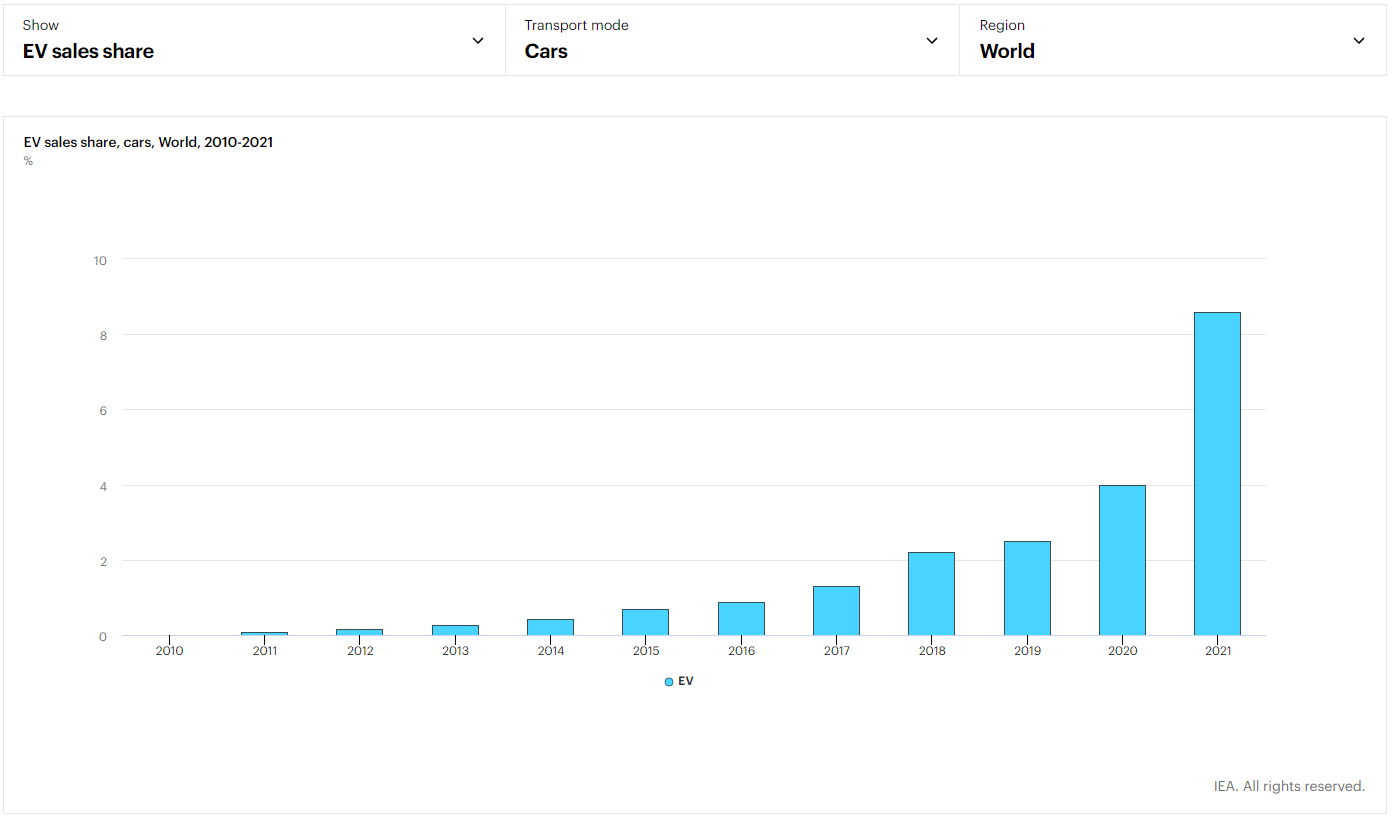 Show
EV sales share
Transport mode
Cars
Region
World
EV sales share, cars, World, 2010-2021
%
10
8
6
4
2
0
2010 2011 2012 2013 2014 2015 2016 2017 2018 2019 2020 2021
EV
IEA. All rights reserved.